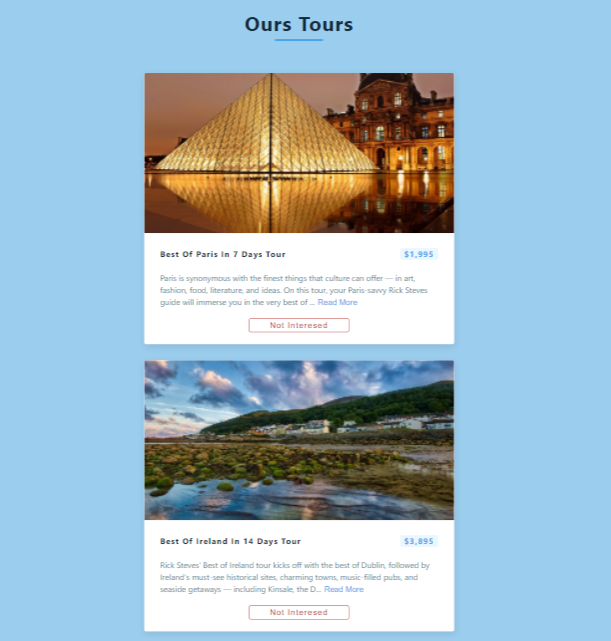 Ours Tours
Best Of Paris In 7 Days Tour
$1,995
Paris is synonymous with the finest things that culture can offer — in art,
fashion, food, literature, and ideas. On this tour, your Paris-savvy Rick Steves
guide will immerse you in the very best of ... Read More
Not Interesed
Best Of Ireland In 14 Days Tour
$3,895
Rick Steves' Best of Ireland tour kicks off with the best of Dublin, followed by
Ireland's must-see historical sites, charming towns, music-filled pubs, and
seaside getaways — including Kinsale, the D... Read More
Not Interesed